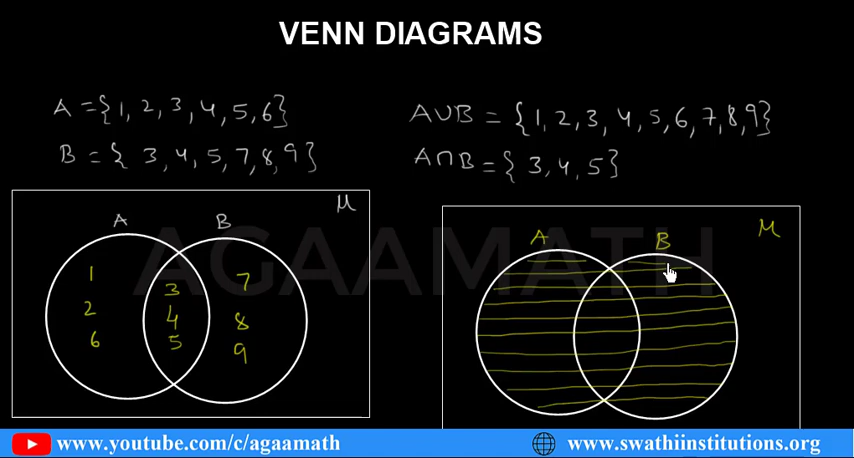 VENN DIAGRAMS
A = {1, 2, 3, 4, 5, 6}
B = { 3, 4, 5, 7, 8, 9 }
A∪B = {1, 2, 3, 4, 5, 6, 7, 8, 9}
A∩B = { 3, 4, 5 }
A B μ
1 3 7
2 4 8
6 5 9
A B μ
AGAAMATH
www.youtube.com/c/agaamath
www.swathiinstitutions.org